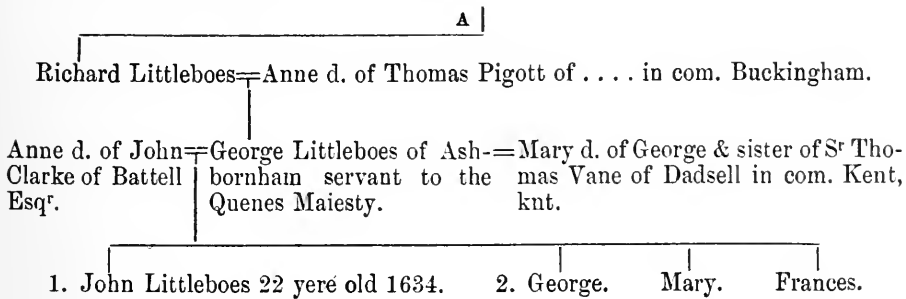 A
Richard Littleboes=Anne d. of Thomas Pigott of . . . . in com. Buckingham.
Anne d. of John=George Littleboes of Ash-=Mary d. of George & sister of Sʳ Tho-
Clarke of Battell bornham servant to the mas Vane of Dadsell in com. Kent,
Esqʳ. Quenes Maiesty. knt.
1. John Littleboes 22 yere old 1634. 2. George. Mary. Frances.